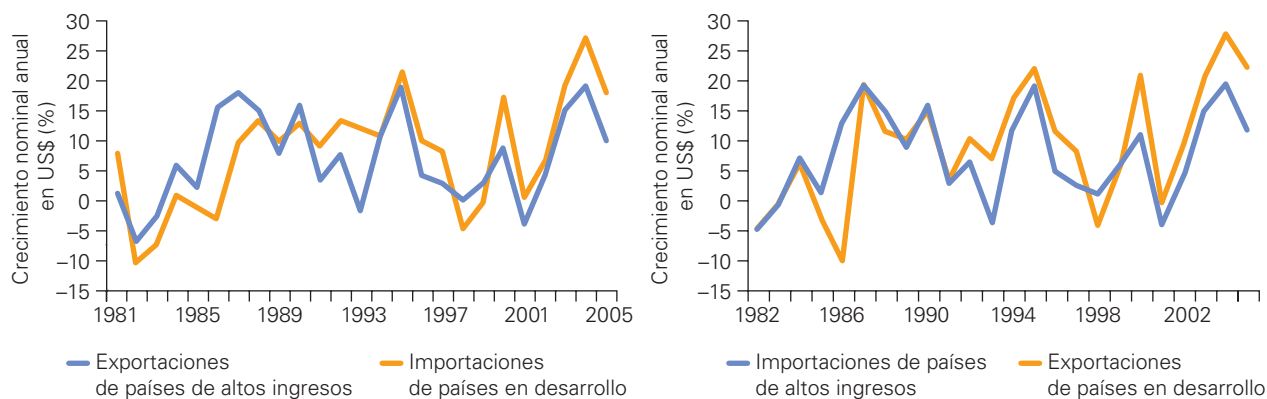 Crecimiento nominal anual
en US$ (%)
30
25
20
15
10
5
0
–5
–10
–15
1981 1985 1989 1993 1997 2001 2005
Exportaciones
de países de altos ingresos
Importaciones
de países en desarrollo
Crecimiento nominal anual
en US$ (%)
30
25
20
15
10
5
0
–5
–10
–15
1982 1986 1990 1994 1998 2002
Importaciones de países
de altos ingresos
Exportaciones
de países en desarrollo